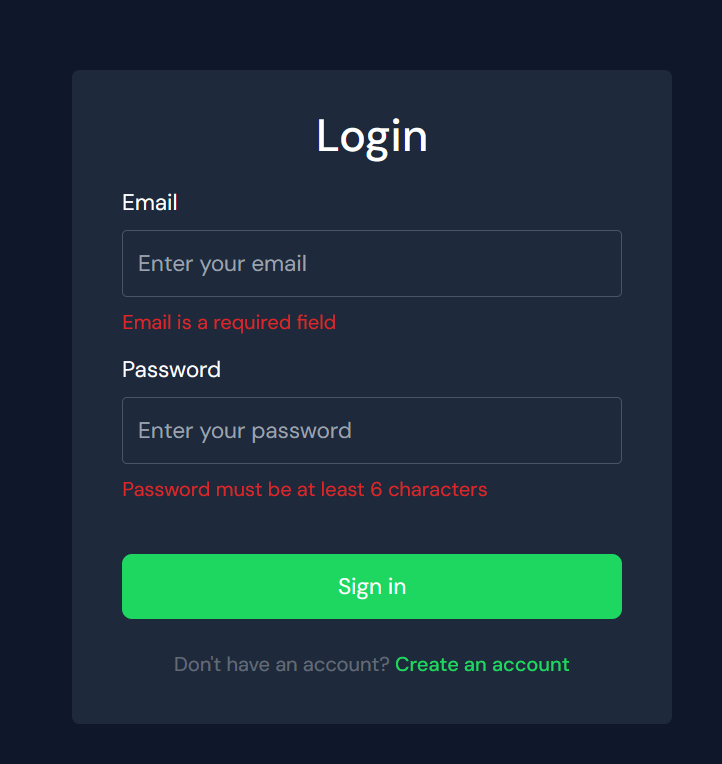 Login
Email
Enter your email
Email is a required field
Password
Enter your password
Password must be at least 6 characters
Sign in
Don't have an account? Create an account